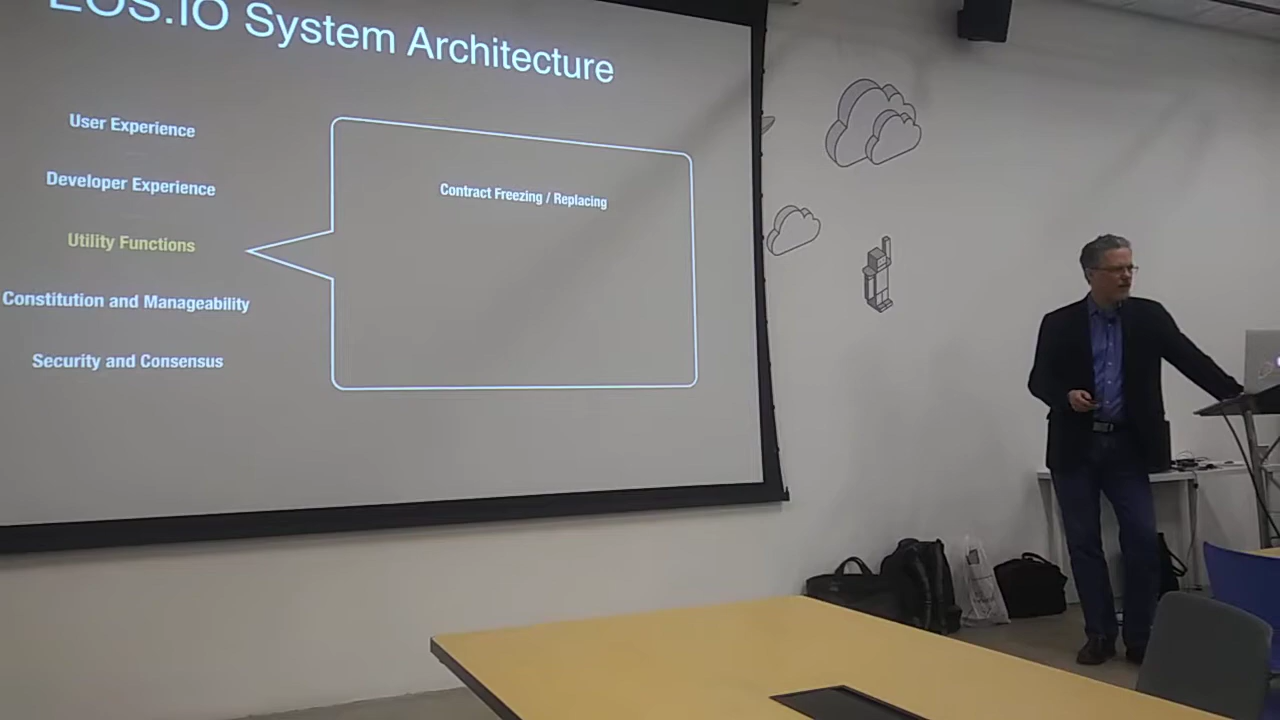 EOS.IO System Architecture
User Experience
Developer Experience
Utility Functions
Constitution and Manageability
Security and Consensus
Contract Freezing / Replacing